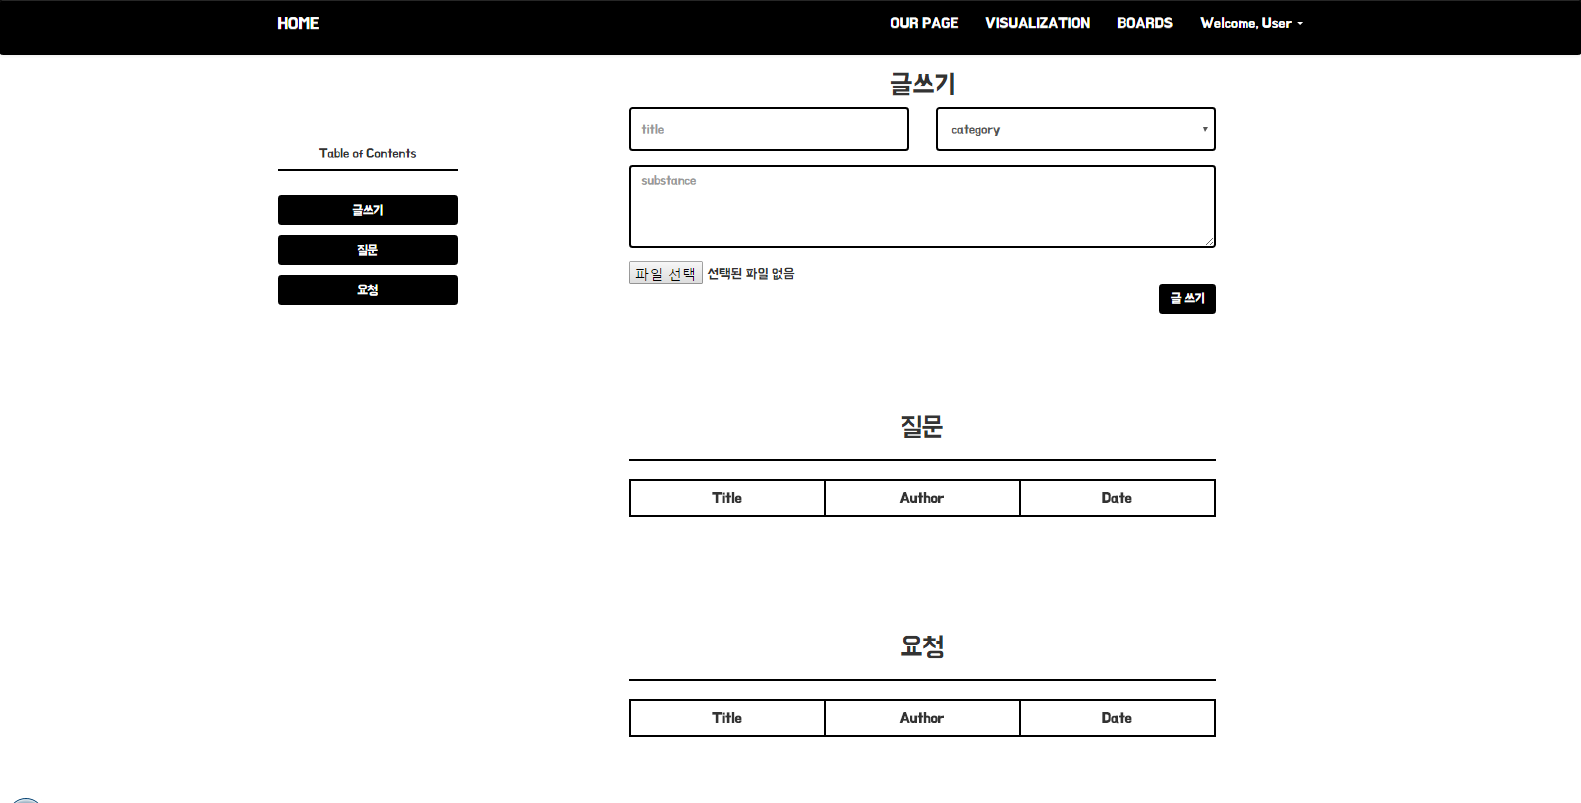 HOME OUR PAGE VISUALIZATION BOARDS Welcome, User
Table of Contents
글쓰기
질문
요청
글쓰기
title category
substance
파일 선택 선택된 파일 없음
글 쓰기
질문
Title Author Date
요청
Title Author Date